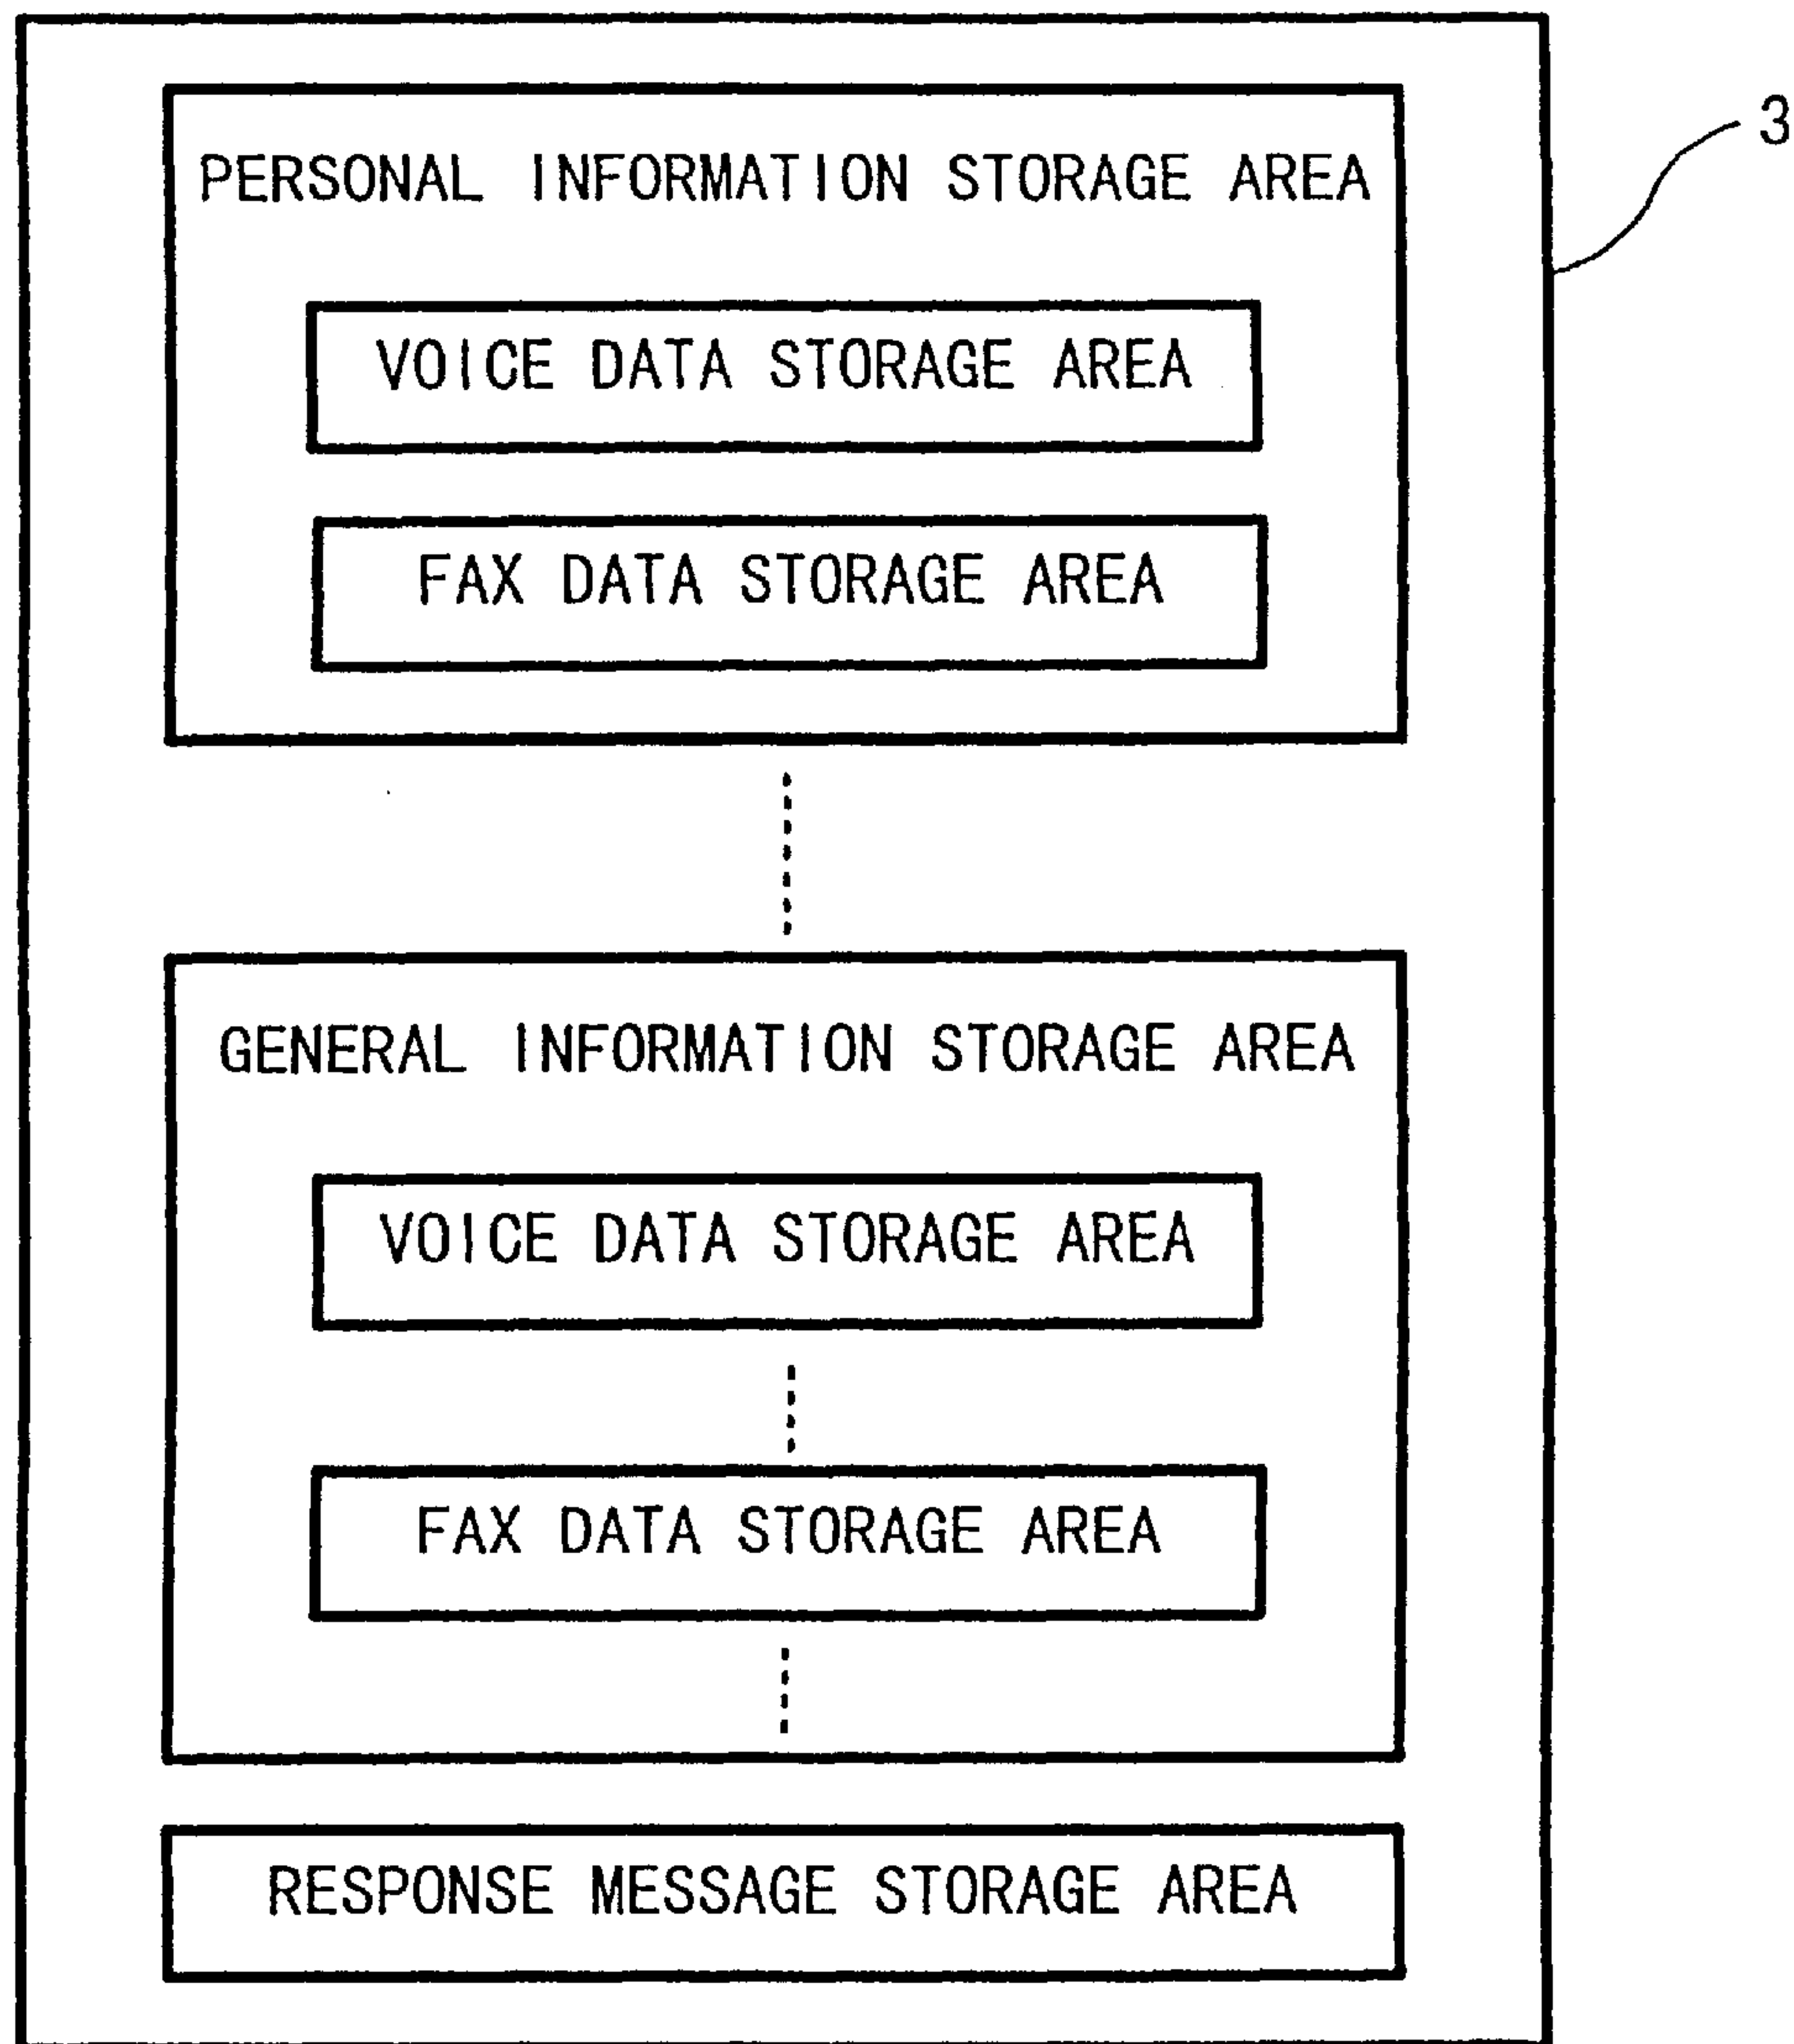 3
PERSONAL INFORMATION STORAGE AREA
VOICE DATA STORAGE AREA
FAX DATA STORAGE AREA
GENERAL INFORMATION STORAGE AREA
VOICE DATA STORAGE AREA
FAX DATA STORAGE AREA
RESPONSE MESSAGE STORAGE AREA